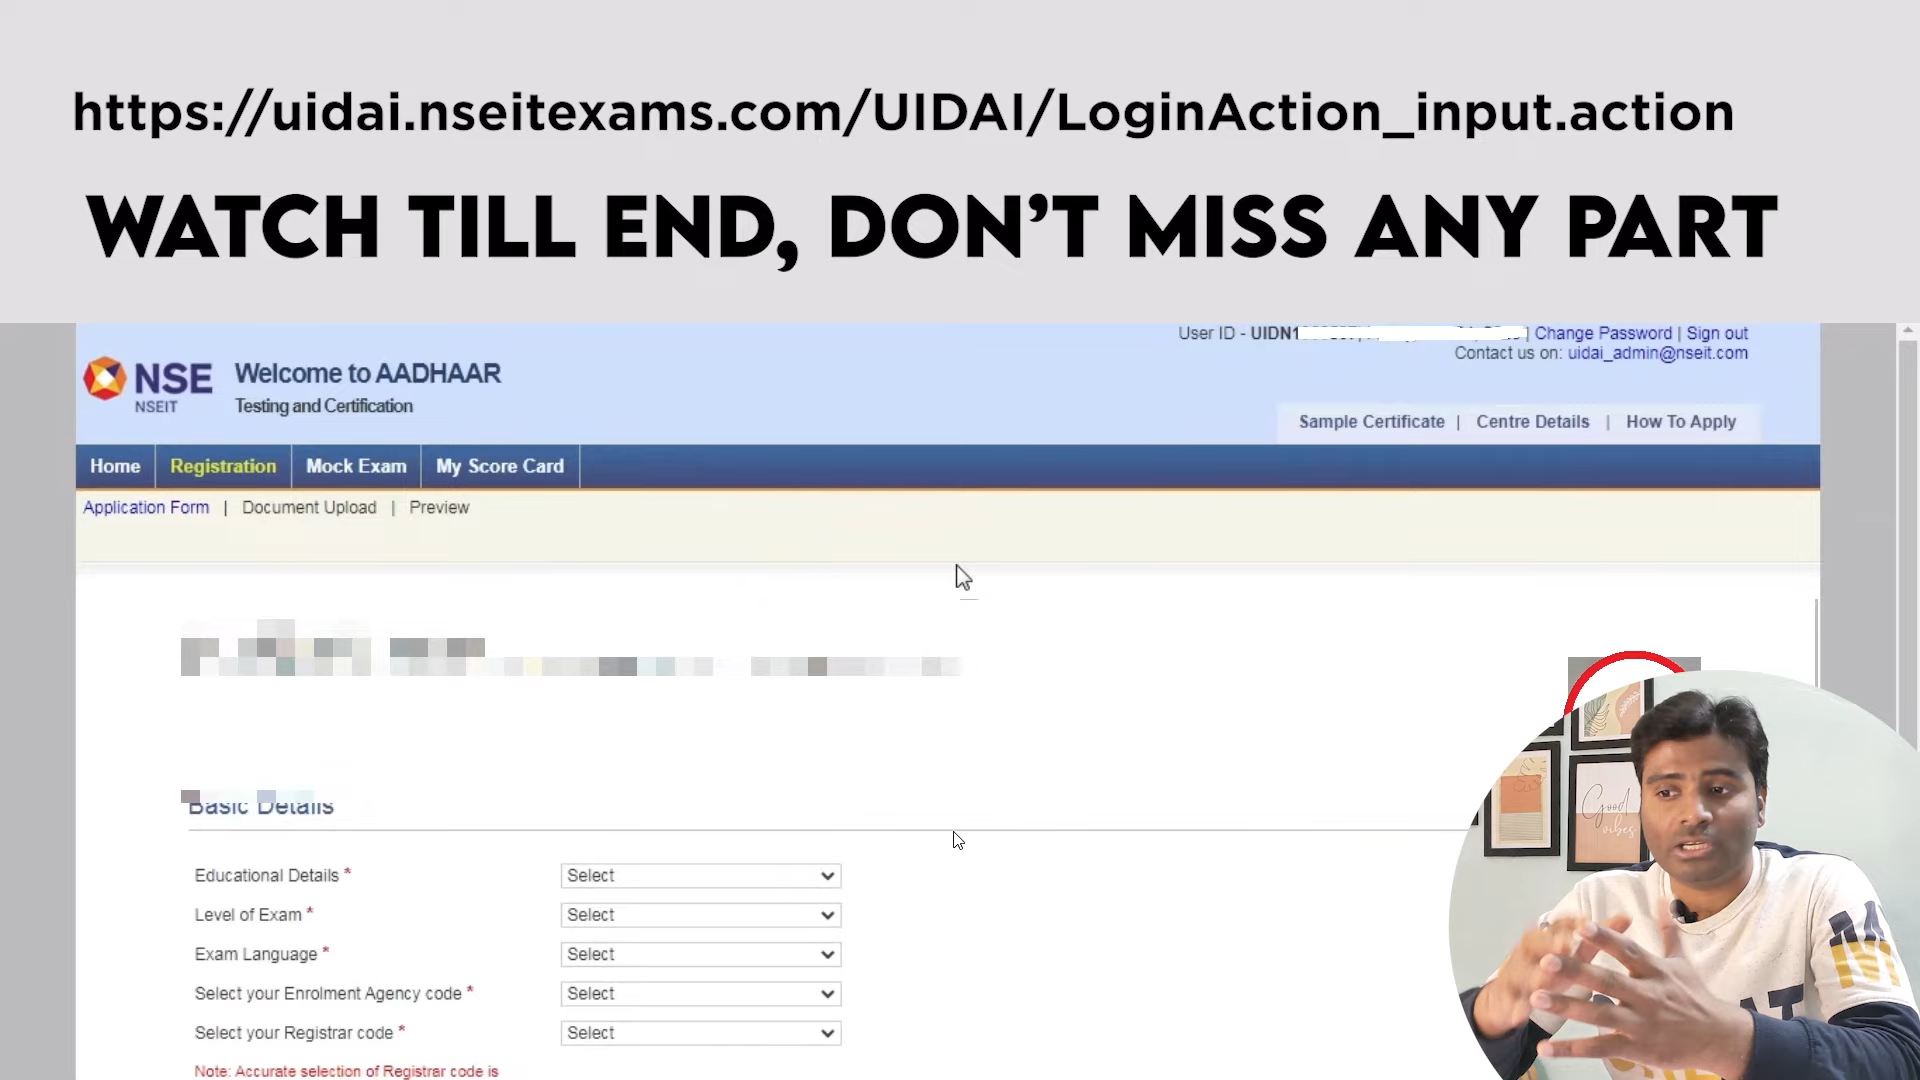 https://uidai.nseitexams.com/UIDAI/LoginAction_input.action
WATCH TILL END, DON'T MISS ANY PART
User ID - UIDN1 | Change Password | Sign out
Contact us on: uidai_admin@nseit.com
NSE
NSEIT
Welcome to AADHAAR
Testing and Certification
Sample Certificate | Centre Details | How To Apply
Home Registration Mock Exam My Score Card
Application Form | Document Upload | Preview
Basic Details
Educational Details * Select
Level of Exam * Select
Exam Language * Select
Select your Enrolment Agency code * Select
Select your Registrar code * Select
Note: Accurate selection of Registrar code is
Good
vibes